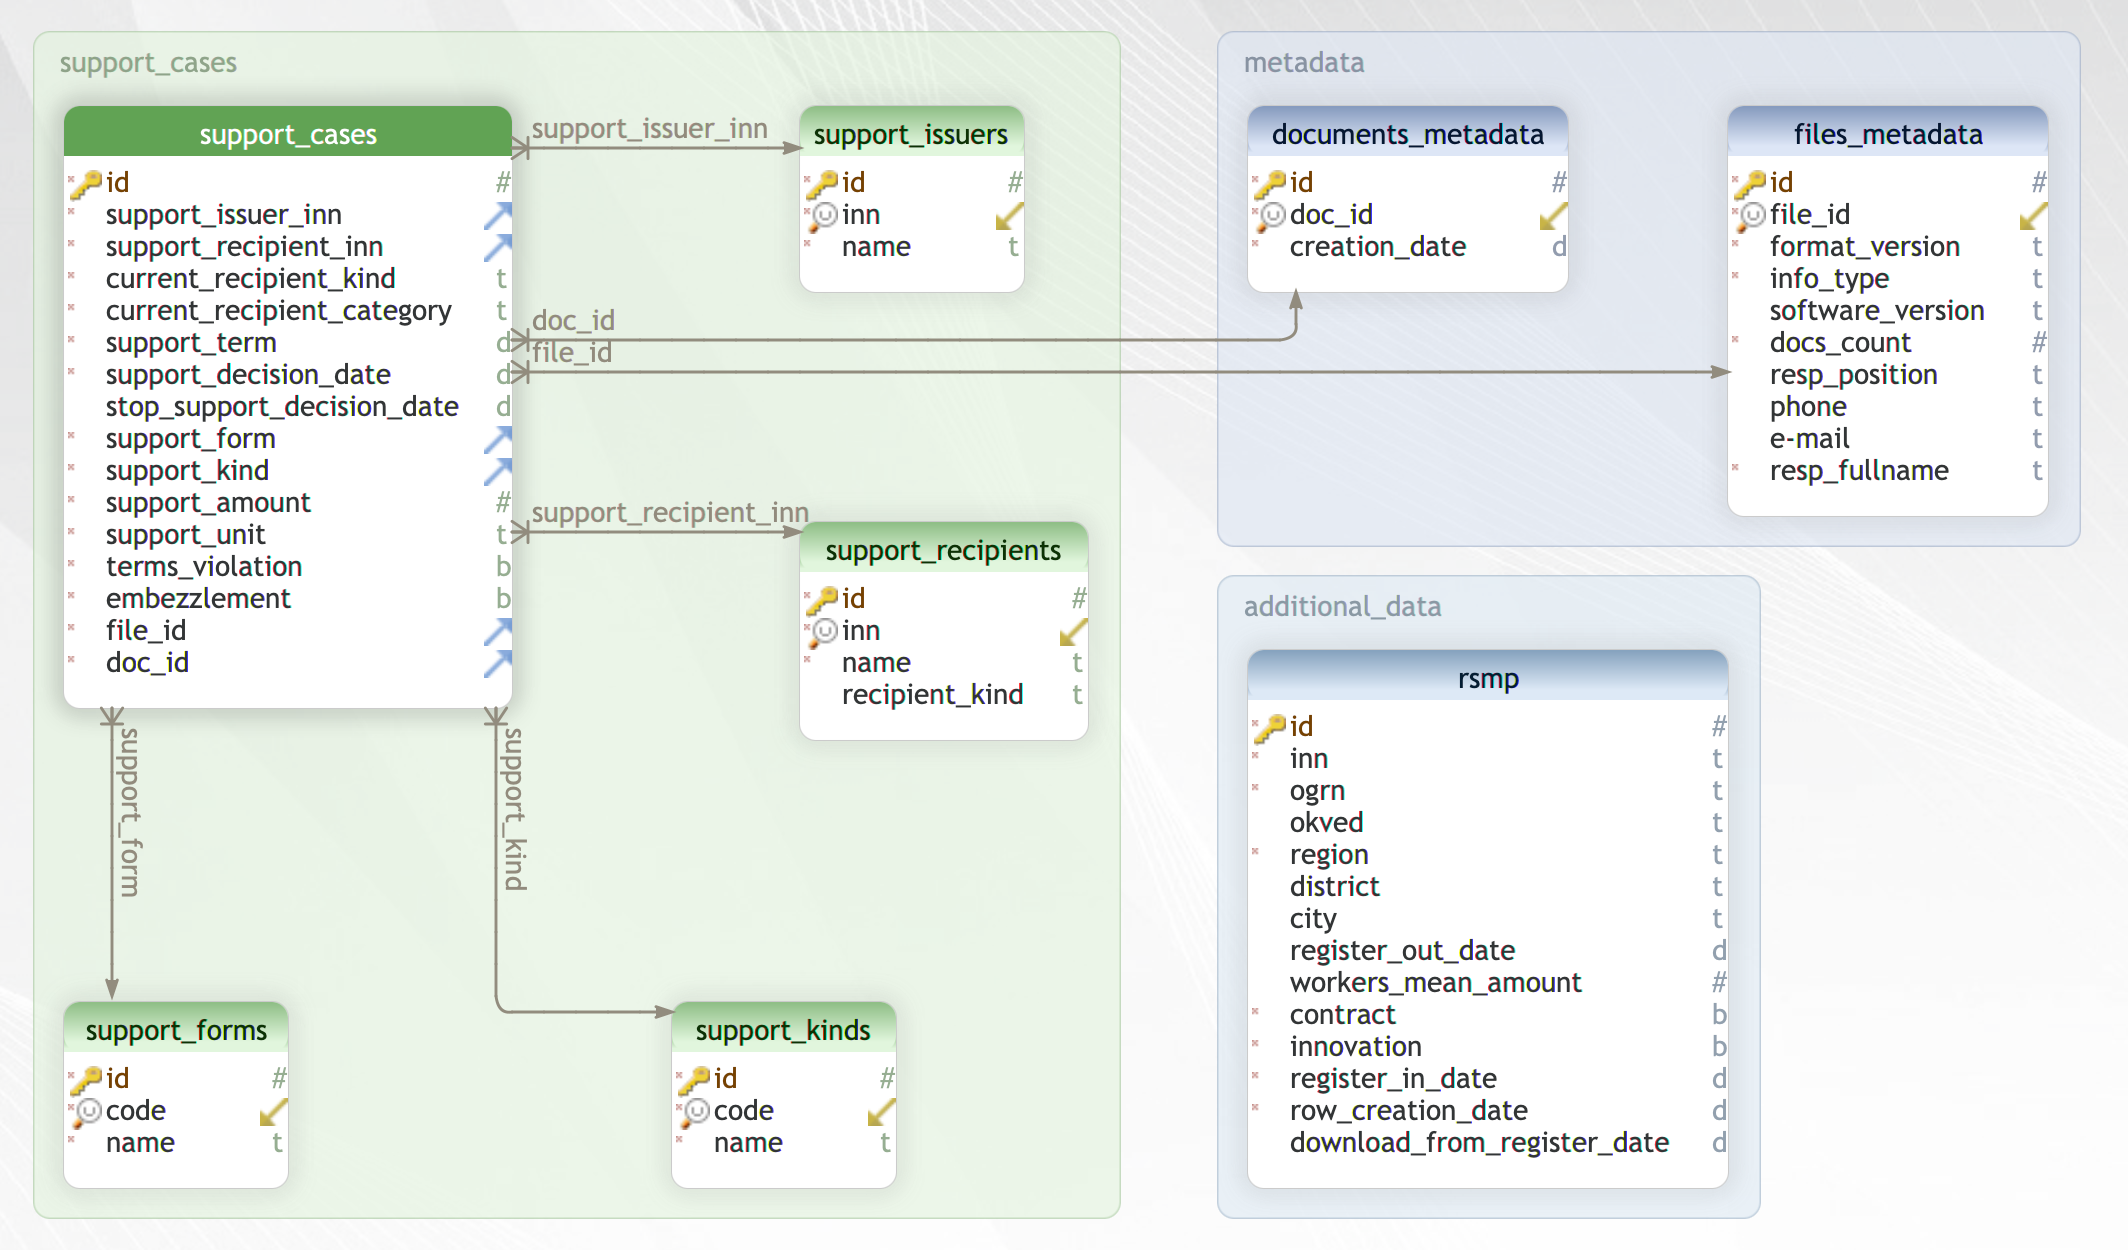 support_cases
support_cases
id #
support_issuer_inn
support_recipient_inn
current_recipient_kind t
current_recipient_category t
support_term d
support_decision_date d
stop_support_decision_date d
support_form
support_kind
support_amount #
support_unit t
terms_violation b
embezzlement b
file_id
doc_id
support_issuer_inn
doc_id
file_id
support_recipient_inn
support_form
support_kind
support_issuers
id #
inn
name t
support_recipients
id #
inn
name t
recipient_kind t
support_forms
id #
code
name t
support_kinds
id #
code
name t
metadata
documents_metadata
id #
doc_id
creation_date d
files_metadata
id #
file_id
format_version t
info_type t
software_version t
docs_count #
resp_position t
phone t
e-mail t
resp_fullname t
additional_data
rsmp
id #
inn t
ogrn t
okved t
region t
district t
city t
register_out_date d
workers_mean_amount #
contract b
innovation b
register_in_date d
row_creation_date d
download_from_register_date d